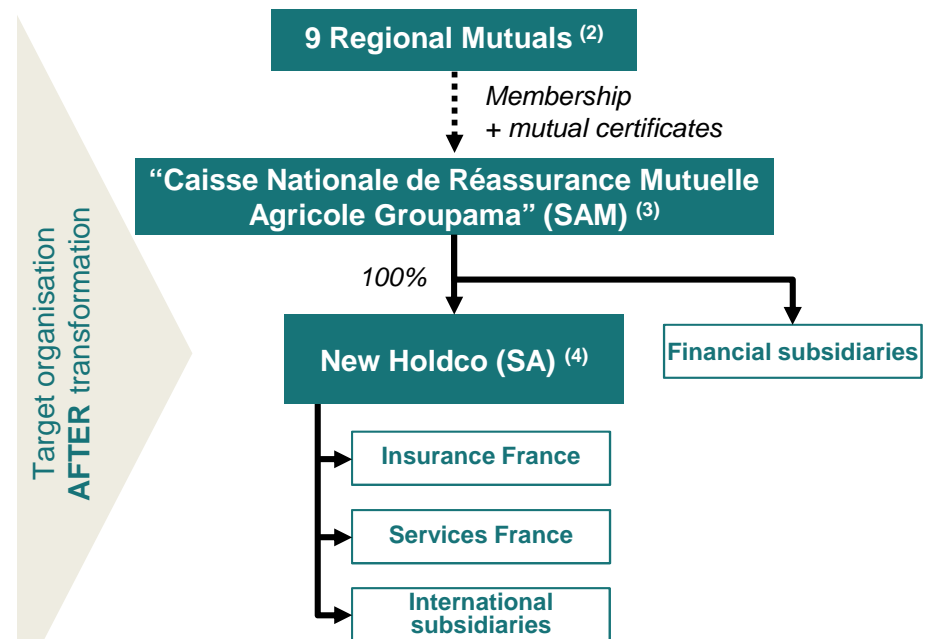 9 Regional Mutuals (2)
Membership
+ mutual certificates
“Caisse Nationale de Réassurance Mutuelle
Agricole Groupama” (SAM) (3)
100%
New Holdco (SA) (4)
Financial subsidiaries
Insurance France
Services France
International
subsidiaries
Target organisation
AFTER transformation